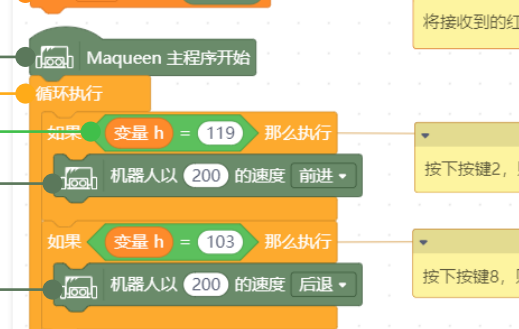 将接收到的红
Maqueen 主程序开始
循环执行
如果 变量 h = 119 那么执行
按下按键2,
机器人以 200 的速度 前进
如果 变量 h = 103 那么执行
按下按键8,
机器人以 200 的速度 后退